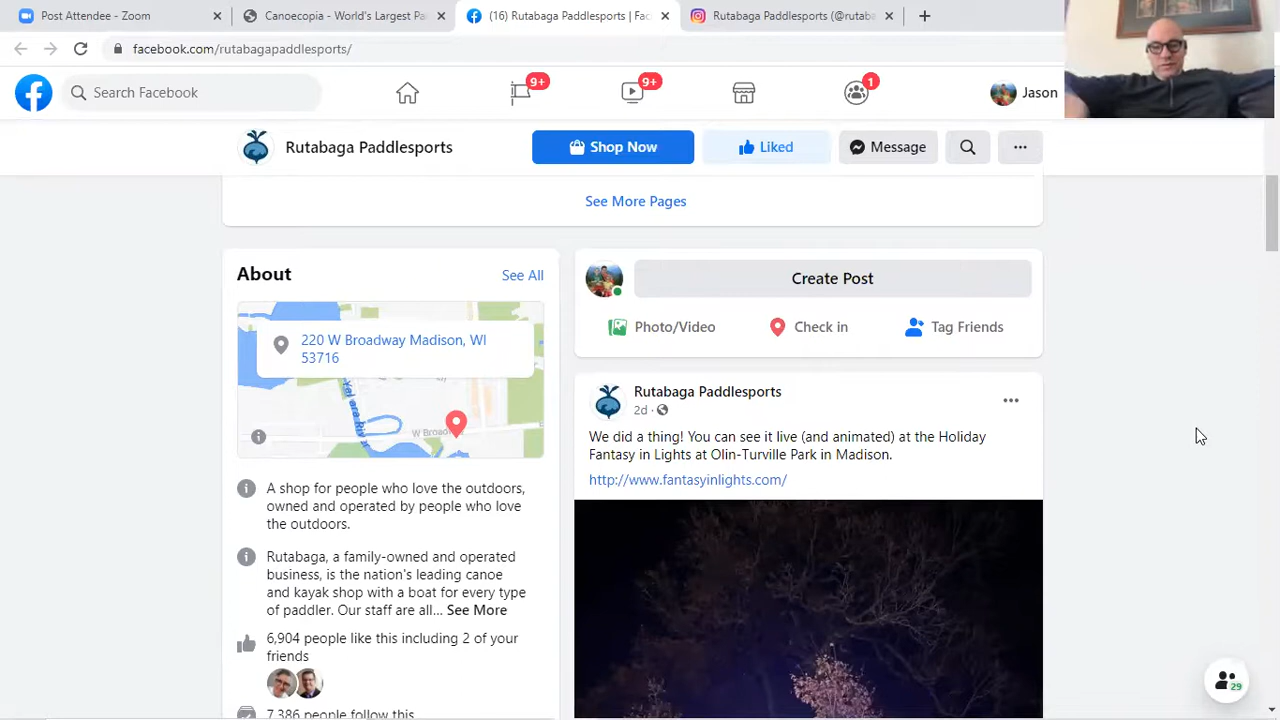 Post Attendee - Zoom
Canoecopia - World's Largest Pa
(16) Rutabaga Paddlesports | Fac
Rutabaga Paddlesports (@rutaba
facebook.com/rutabagapaddlesports/
Search Facebook
9+
9+
1
Jason
Rutabaga Paddlesports
Shop Now
Liked
Message
See More Pages
About
See All
220 W Broadway Madison, WI
53716
Yahara River
W Broadw
A shop for people who love the outdoors,
owned and operated by people who love
the outdoors.
Rutabaga, a family-owned and operated
business, is the nation's leading canoe
and kayak shop with a boat for every type
of paddler. Our staff are all... See More
6,904 people like this including 2 of your
friends
7,386 people follow this
Create Post
Photo/Video
Check in
Tag Friends
Rutabaga Paddlesports
2d
We did a thing! You can see it live (and animated) at the Holiday
Fantasy in Lights at Olin-Turville Park in Madison.
http://www.fantasyinlights.com/
29